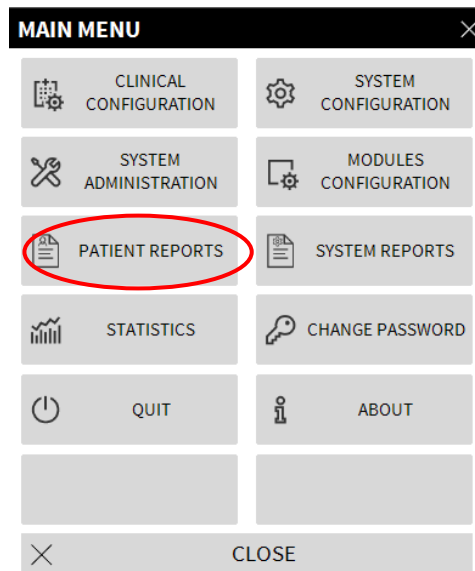 MAIN MENU
CLINICAL
CONFIGURATION
SYSTEM
CONFIGURATION
SYSTEM
ADMINISTRATION
MODULES
CONFIGURATION
PATIENT REPORTS
SYSTEM REPORTS
STATISTICS
CHANGE PASSWORD
QUIT
ABOUT
CLOSE